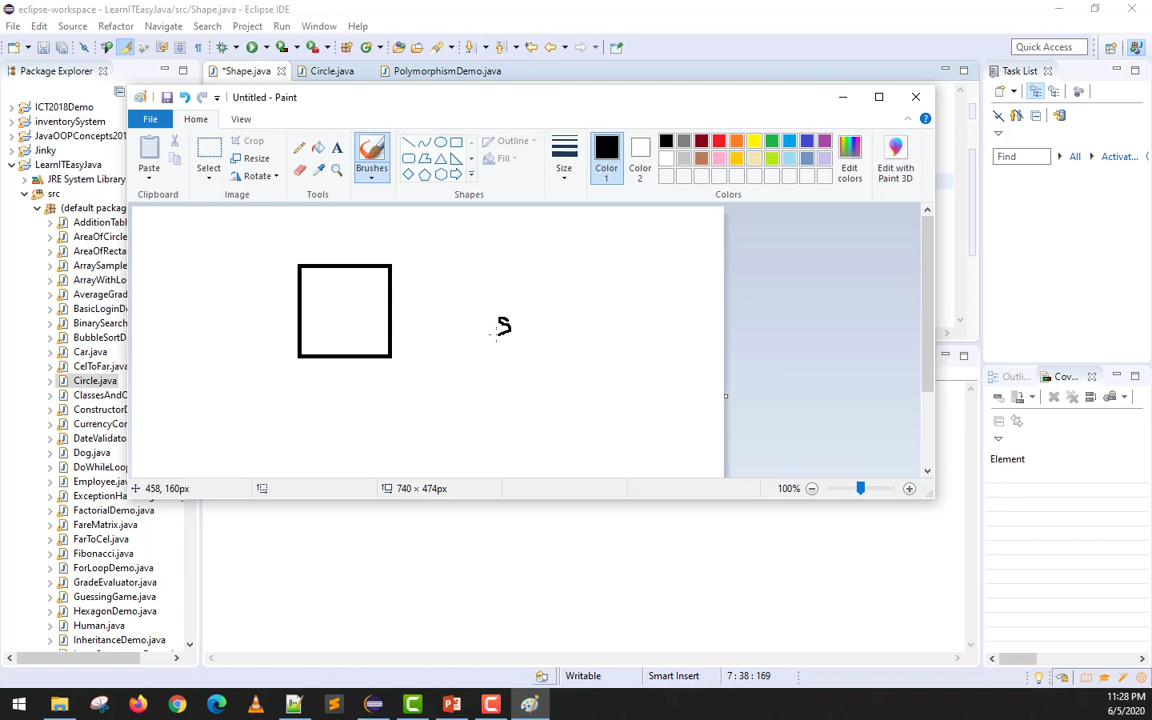 eclipse-workspace - LearnITEasyJava/src/Shape.java - Eclipse IDE
File Edit Source Refactor Navigate Search Project Run Window Help
Quick Access
Package Explorer
*Shape.java Circle.java PolymorphismDemo.java
Task List
Find All Activat...
ICT2018Demo
inventorySystem
JavaOOPConcepts201
Jinky
LearnITEasyJava
JRE System Library
src
(default packag
AdditionTabl
AreaOfCircle
AreaOfRecta
ArraySample
ArrayWithLo
AverageGrad
BasicLoginDe
BinarySearch
BubbleSortD
Car.java
CelToFar.java
Circle.java
ClassesAndO
ConstructorD
CurrencyCon
DateValidato
Dog.java
DoWhileLoop
Employee.java
ExceptionHa
FactorialDemo.java
FareMatrix.java
FarToCel.java
Fibonacci.java
ForLoopDemo.java
GradeEvaluator.java
GuessingGame.java
HexagonDemo.java
Human.java
InheritanceDemo.java
Untitled - Paint
File Home View
Paste
Clipboard
Select
Crop
Resize
Rotate
Image
A
Tools
Brushes
Outline
Fill
Shapes
Size
Color 1
Color 2
Edit colors
Colors
Edit with Paint 3D
S
458, 160px
740 × 474px
100%
Outli... Cov...
Element
Writable Smart Insert 7 : 38 : 169
11:28 PM
6/5/2020